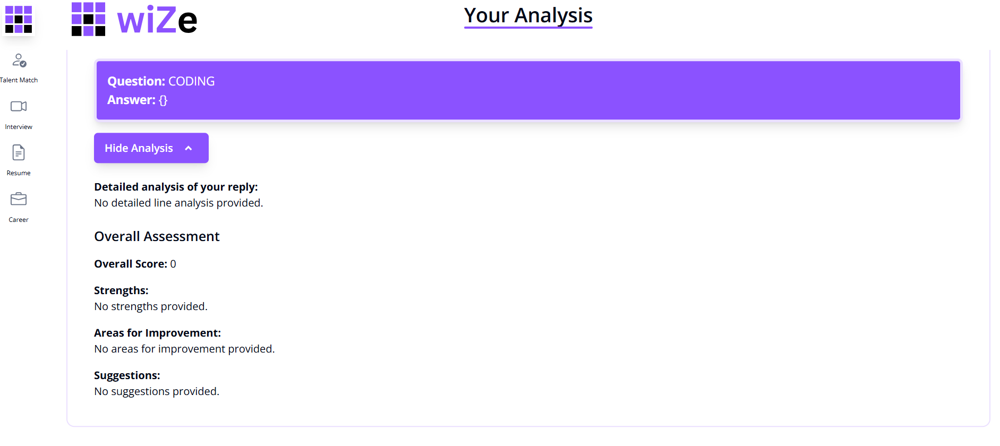 wiZe
Your Analysis
Talent Match
Interview
Resume
Career
Question: CODING
Answer: {}
Hide Analysis
Detailed analysis of your reply:
No detailed line analysis provided.
Overall Assessment
Overall Score: 0
Strengths:
No strengths provided.
Areas for Improvement:
No areas for improvement provided.
Suggestions:
No suggestions provided.